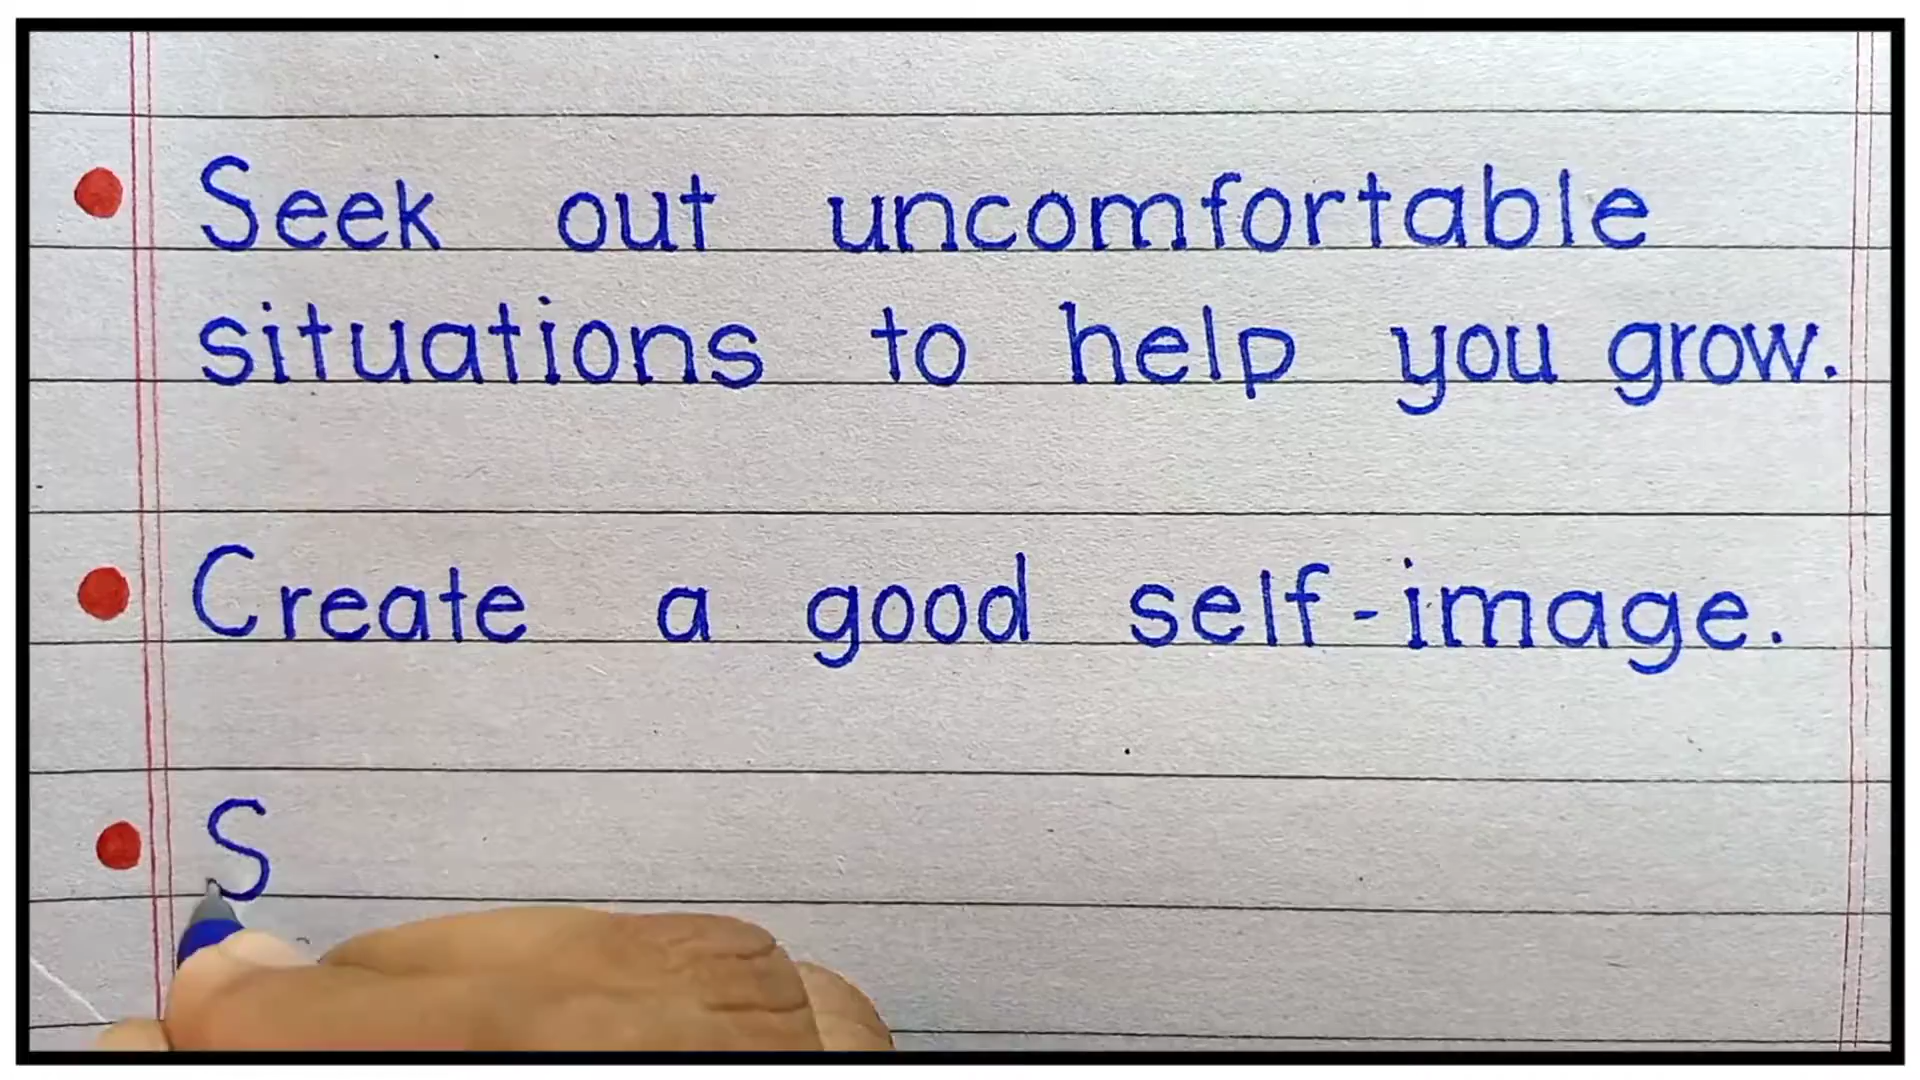 Seek out uncomfortable
situations to help you grow.
Create a good self-image.
S